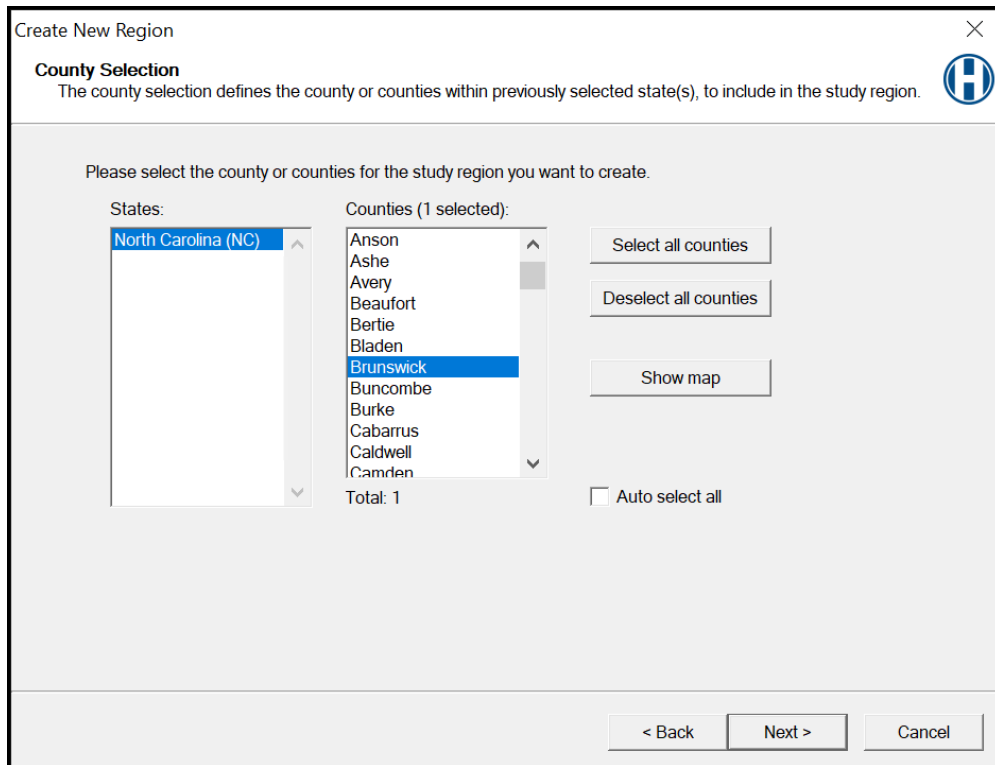 Create New Region
County Selection
The county selection defines the county or counties within previously selected state(s), to include in the study region.
Please select the county or counties for the study region you want to create.
States:
North Carolina (NC)
Counties (1 selected):
Anson
Ashe
Avery
Beaufort
Bertie
Bladen
Brunswick
Buncombe
Burke
Cabarrus
Caldwell
Camden
Total: 1
Select all counties
Deselect all counties
Show map
Auto select all
< Back
Next >
Cancel